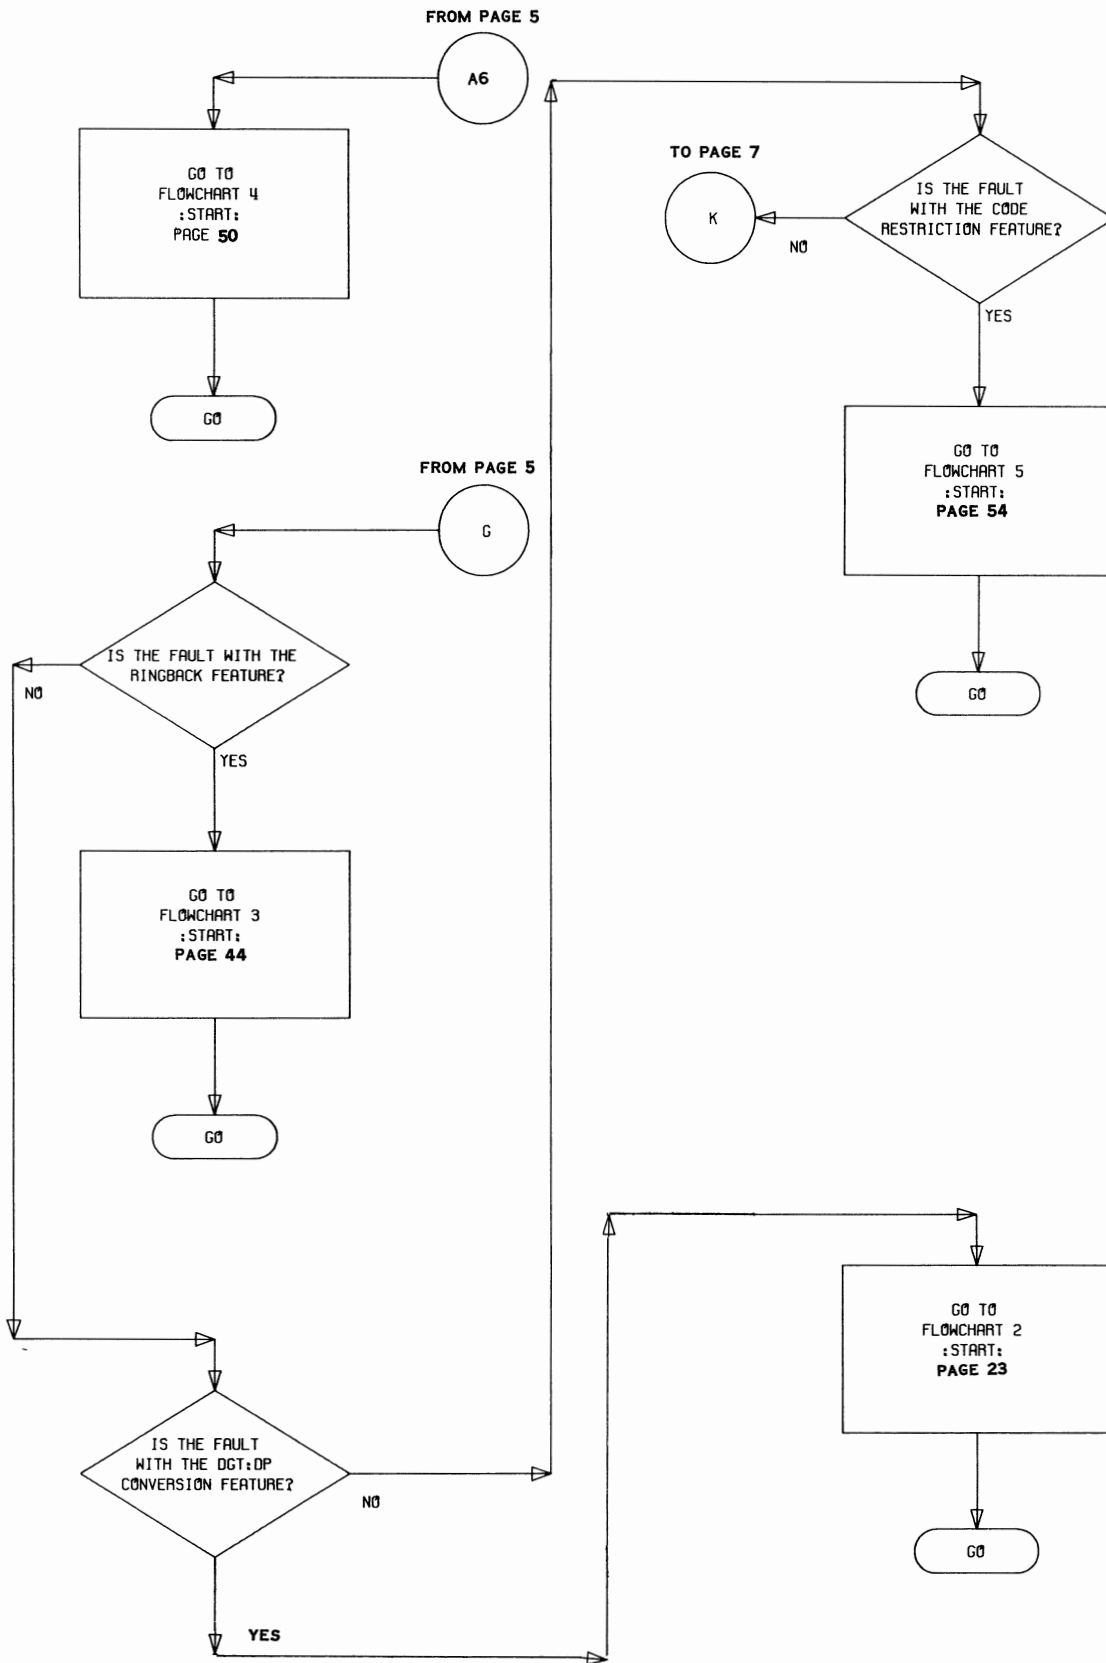 FROM PAGE 5
A6
GO TO
FLOWCHART 4
:START:
PAGE 50
GO
FROM PAGE 5
G
IS THE FAULT WITH THE
RINGBACK FEATURE?
NO
YES
GO TO
FLOWCHART 3
:START:
PAGE 44
GO
IS THE FAULT
WITH THE DGT:DP
CONVERSION FEATURE?
NO
YES
TO PAGE 7
K
IS THE FAULT
WITH THE CODE
RESTRICTION FEATURE?
NO
YES
GO TO
FLOWCHART 5
:START:
PAGE 54
GO
GO TO
FLOWCHART 2
:START:
PAGE 23
GO